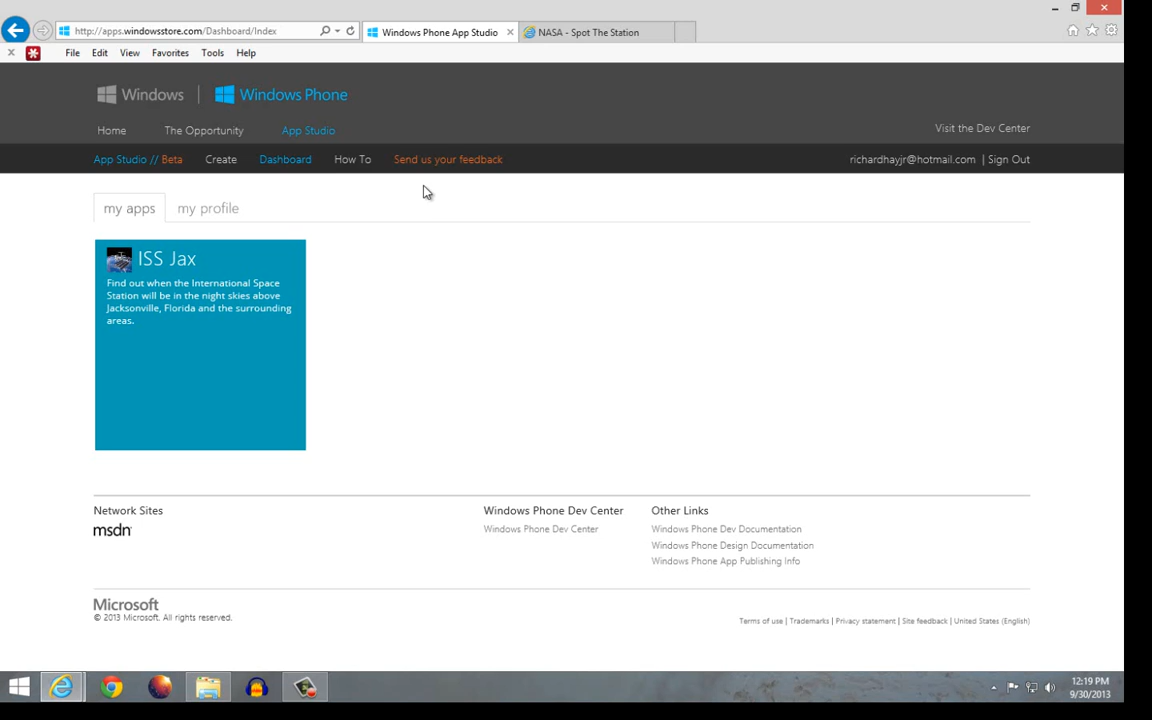 http://apps.windowsstore.com/Dashboard/Index
Windows Phone App Studio
NASA - Spot The Station
File Edit View Favorites Tools Help
Windows | Windows Phone
Home The Opportunity App Studio
Visit the Dev Center
App Studio // Beta Create Dashboard How To Send us your feedback
richardhayjr@hotmail.com | Sign Out
my apps my profile
ISS Jax
Find out when the International Space
Station will be in the night skies above
Jacksonville, Florida and the surrounding
areas.
Network Sites
msdn
Windows Phone Dev Center
Windows Phone Dev Center
Other Links
Windows Phone Dev Documentation
Windows Phone Design Documentation
Windows Phone App Publishing Info
Microsoft
© 2013 Microsoft. All rights reserved.
Terms of use | Trademarks | Privacy statement | Site feedback | United States (English)
12:19 PM
9/30/2013